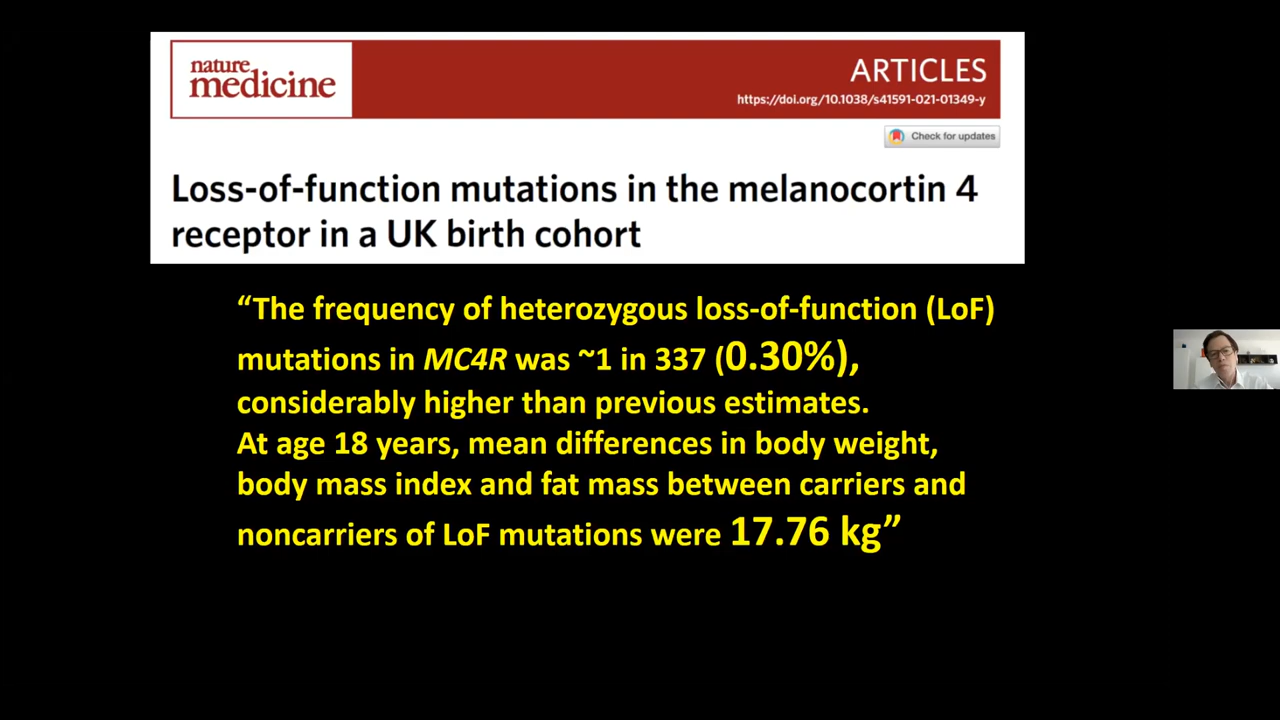 nature
medicine
ARTICLES
https://doi.org/10.1038/s41591-021-01349-y
Check for updates
Loss-of-function mutations in the melanocortin 4
receptor in a UK birth cohort
“The frequency of heterozygous loss-of-function (LoF)
mutations in MC4R was ~1 in 337 (0.30%),
considerably higher than previous estimates.
At age 18 years, mean differences in body weight,
body mass index and fat mass between carriers and
noncarriers of LoF mutations were 17.76 kg”